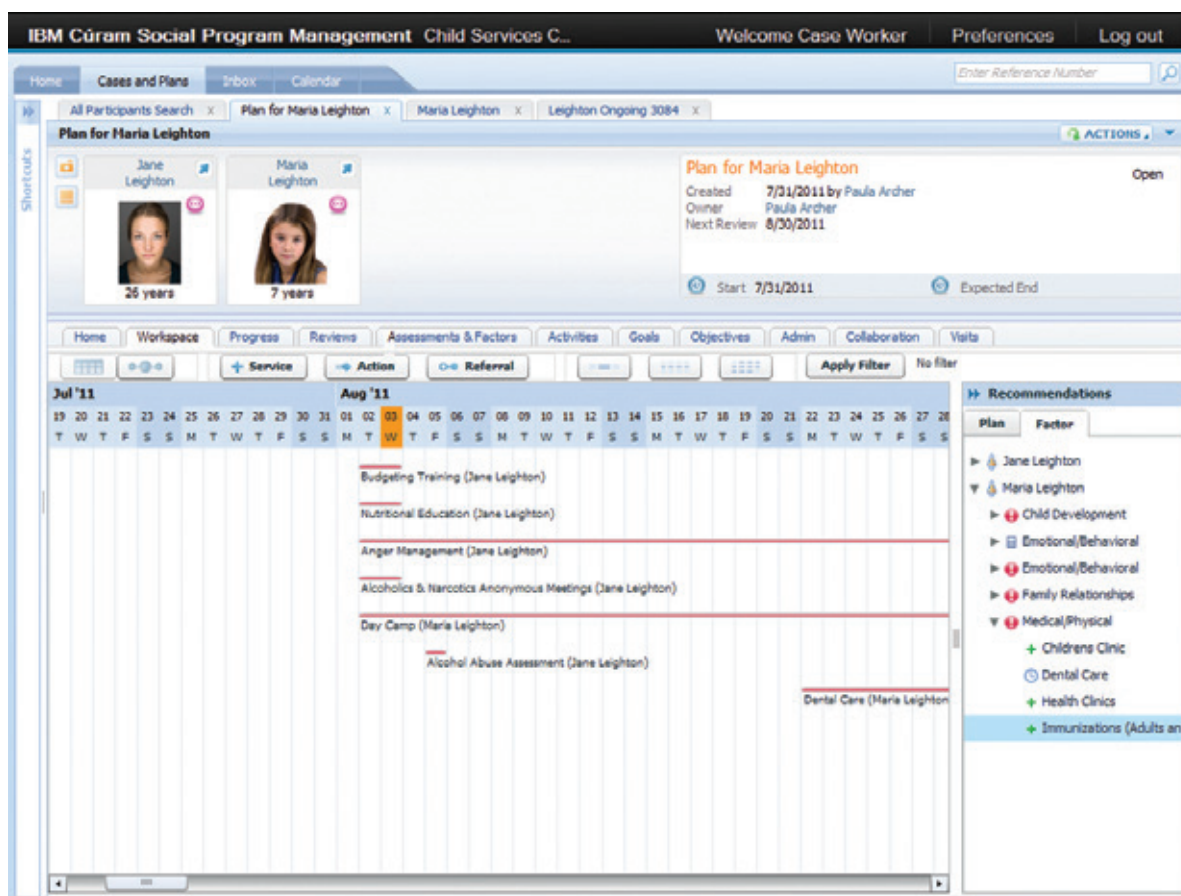 IBM Cúram Social Program Management Child Services C... Welcome Case Worker Preferences Log out
Home Cases and Plans Inbox Calendar Enter Reference Number
All Participants Search X Plan for Maria Leighton X Maria Leighton X Leighton Ongoing 3084 X
Plan for Maria Leighton ACTIONS
Shortcuts
Jane Leighton
26 years
Maria Leighton
7 years
Plan for Maria Leighton Open
Created 7/31/2011 by Paula Archer
Owner Paula Archer
Next Review 8/30/2011
Start 7/31/2011 Expected End
Home Workspace Progress Reviews Assessments & Factors Activities Goals Objectives Admin Collaboration Visits
Service Action Referral Apply Filter No filter
Jul '11 Aug '11
19 20 21 22 23 24 25 26 27 28 29 30 31 01 02 03 04 05 06 07 08 09 10 11 12 13 14 15 16 17 18 19 20 21 22 23 24 25 26 27 28
T W T F S S M T W T F S S M T W T F S S M T W T F S S M T W T F S S M T W T F S S
Budgeting Training (Jane Leighton)
Nutritional Education (Jane Leighton)
Anger Management (Jane Leighton)
Alcoholics & Narcotics Anonymous Meetings (Jane Leighton)
Day Camp (Maria Leighton)
Alcohol Abuse Assessment (Jane Leighton)
Dental Care (Maria Leighton
Recommendations
Plan Factor
Jane Leighton
Maria Leighton
Child Development
Emotional/Behavioral
Emotional/Behavioral
Family Relationships
Medical/Physical
Childrens Clinic
Dental Care
Health Clinics
Immunizations (Adults an